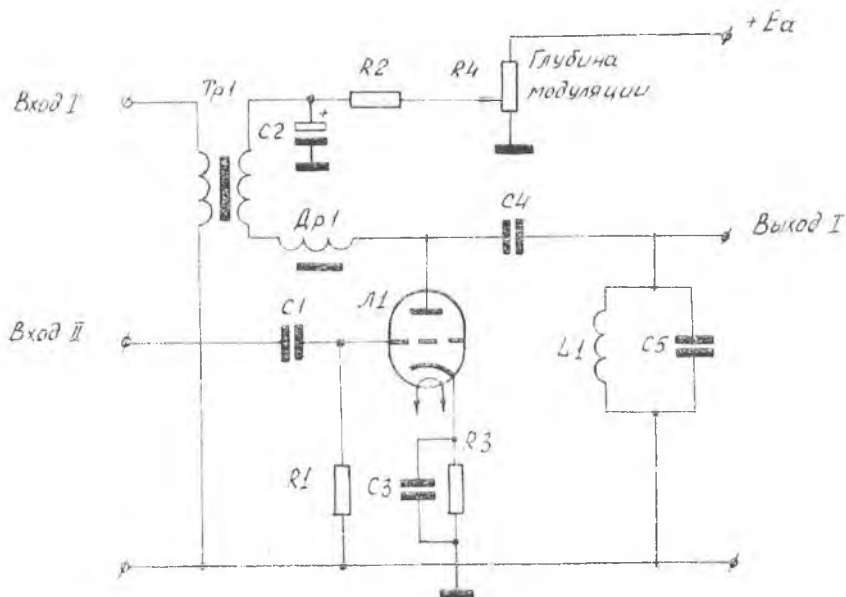 + Eа
R2
R4
Глубина
модуляции
Тр1
Вход I
C2
+
Др1
C4
Выход I
C1
Л1
Вход II
L1
C5
R1
C3
R3